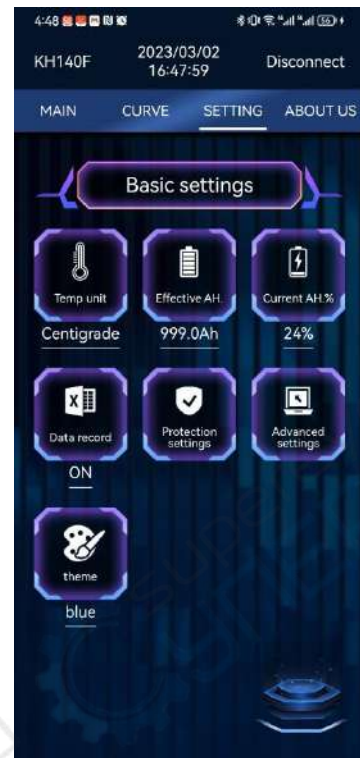 4:48
55
KH140F
2023/03/02
16:47:59
Disconnect
MAIN CURVE SETTING ABOUT US
Basic settings
Temp unit
Effective AH.
Current AH.%
Centigrade
999.0Ah
24%
Data record
Protection
settings
Advanced
settings
ON
theme
blue